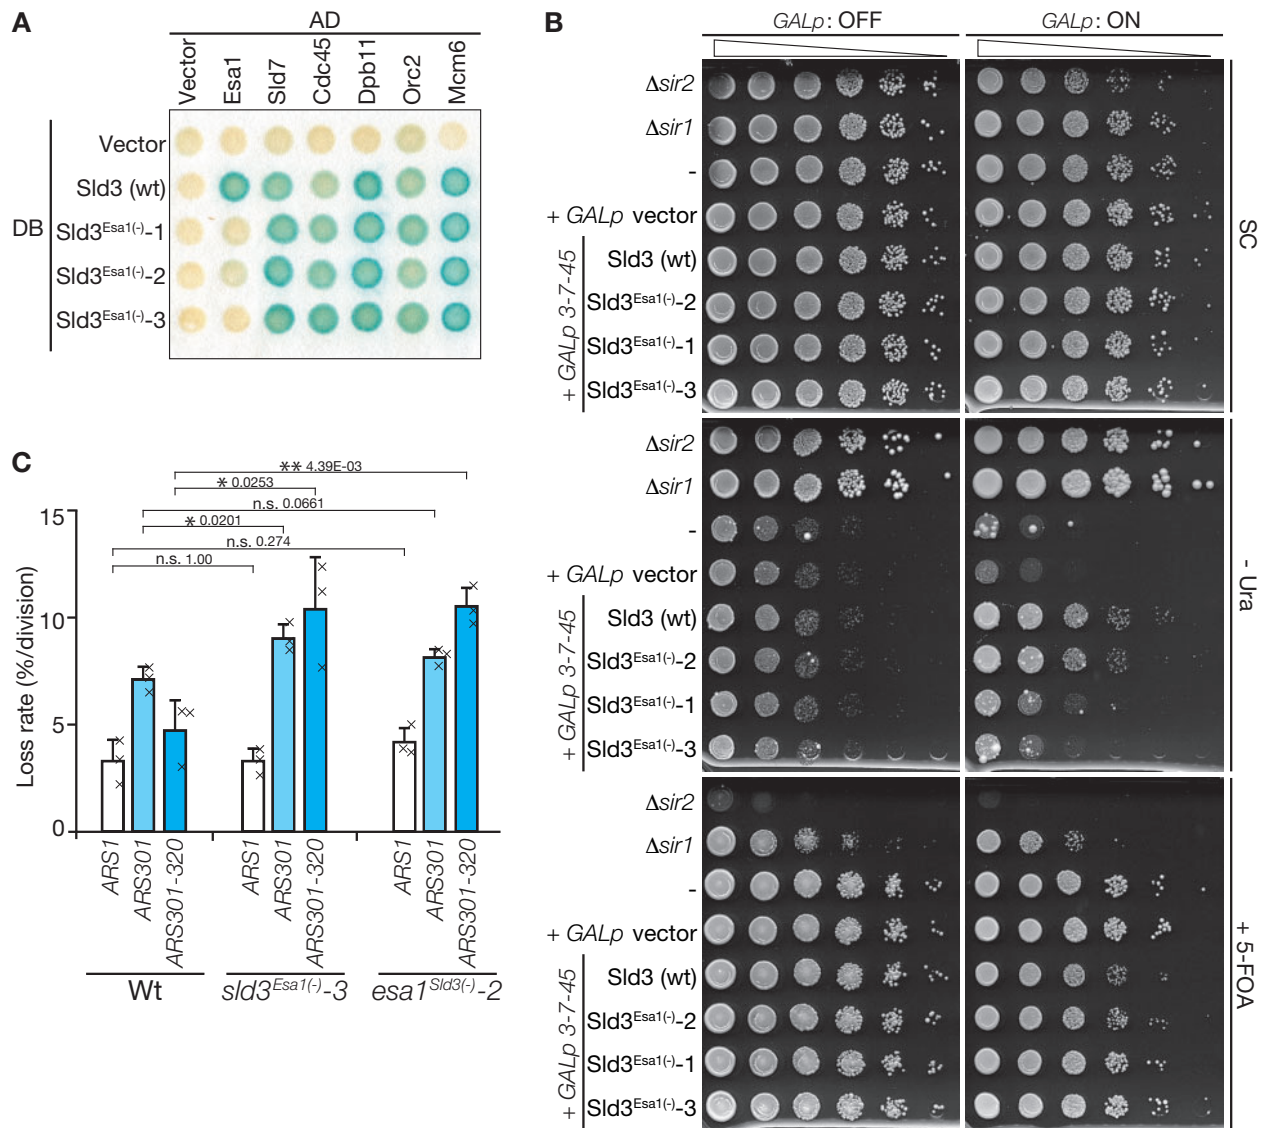 A
AD
Vector
Esa1
Sld7
Cdc45
Dpb11
Orc2
Mcm6
DB
Vector
Sld3 (wt)
Sld3Esa1(-)-1
Sld3Esa1(-)-2
Sld3Esa1(-)-3
B
GALp: OFF
GALp: ON
Δsir2
Δsir1
-
+ GALp vector
+ GALp 3-7-45
Sld3 (wt)
Sld3Esa1(-)-2
Sld3Esa1(-)-1
Sld3Esa1(-)-3
SC
Δsir2
Δsir1
-
+ GALp vector
+ GALp 3-7-45
Sld3 (wt)
Sld3Esa1(-)-2
Sld3Esa1(-)-1
Sld3Esa1(-)-3
- Ura
Δsir2
Δsir1
-
+ GALp vector
+ GALp 3-7-45
Sld3 (wt)
Sld3Esa1(-)-2
Sld3Esa1(-)-1
Sld3Esa1(-)-3
+ 5-FOA
C
** 4.39E-03
* 0.0253
n.s. 0.0661
* 0.0201
n.s. 0.274
n.s. 1.00
Loss rate (%/division)
15
10
5
0
ARS1
ARS301
ARS301-320
ARS1
ARS301
ARS301-320
ARS1
ARS301
ARS301-320
Wt
sld3Esa1(-)-3
esa1Sld3(-)-2